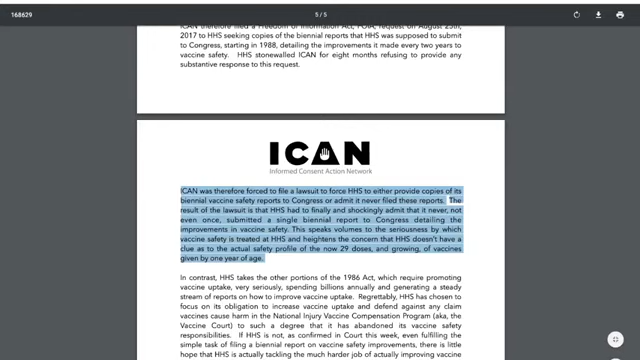 168629
5 / 5
ICAN therefore filed a Freedom of Information Act, FOIA, request on August 25th,
2017 to HHS seeking copies of the biennial reports that HHS was supposed to submit
to Congress, starting in 1988, detailing the improvements it made every two years to
vaccine safety. HHS stonewalled ICAN for eight months refusing to provide any
substantive response to this request.
ICAN
Informed Consent Action Network
ICAN was therefore forced to file a lawsuit to force HHS to either provide copies of its
biennial vaccine safety reports to Congress or admit it never filed these reports. The
result of the lawsuit is that HHS had to finally and shockingly admit that it never, not
even once, submitted a single biennial report to Congress detailing the
improvements in vaccine safety. This speaks volumes to the seriousness by which
vaccine safety is treated at HHS and heightens the concern that HHS doesn't have a
clue as to the actual safety profile of the now 29 doses, and growing, of vaccines
given by one year of age.
In contrast, HHS takes the other portions of the 1986 Act, which require promoting
vaccine uptake, very seriously, spending billions annually and generating a steady
stream of reports on how to improve vaccine uptake. Regrettably, HHS has chosen to
focus on its obligation to increase vaccine uptake and defend against any claim
vaccines cause harm in the National Injury Vaccine Compensation Program (aka, the
Vaccine Court) to such a degree that it has abandoned its vaccine safety
responsibilities. If HHS is not, as confirmed in Court this week, even fulfilling the
simple task of filing a biennial report on vaccine safety improvements, there is little
hope that HHS is actually tackling the much harder job of actually improving vaccine